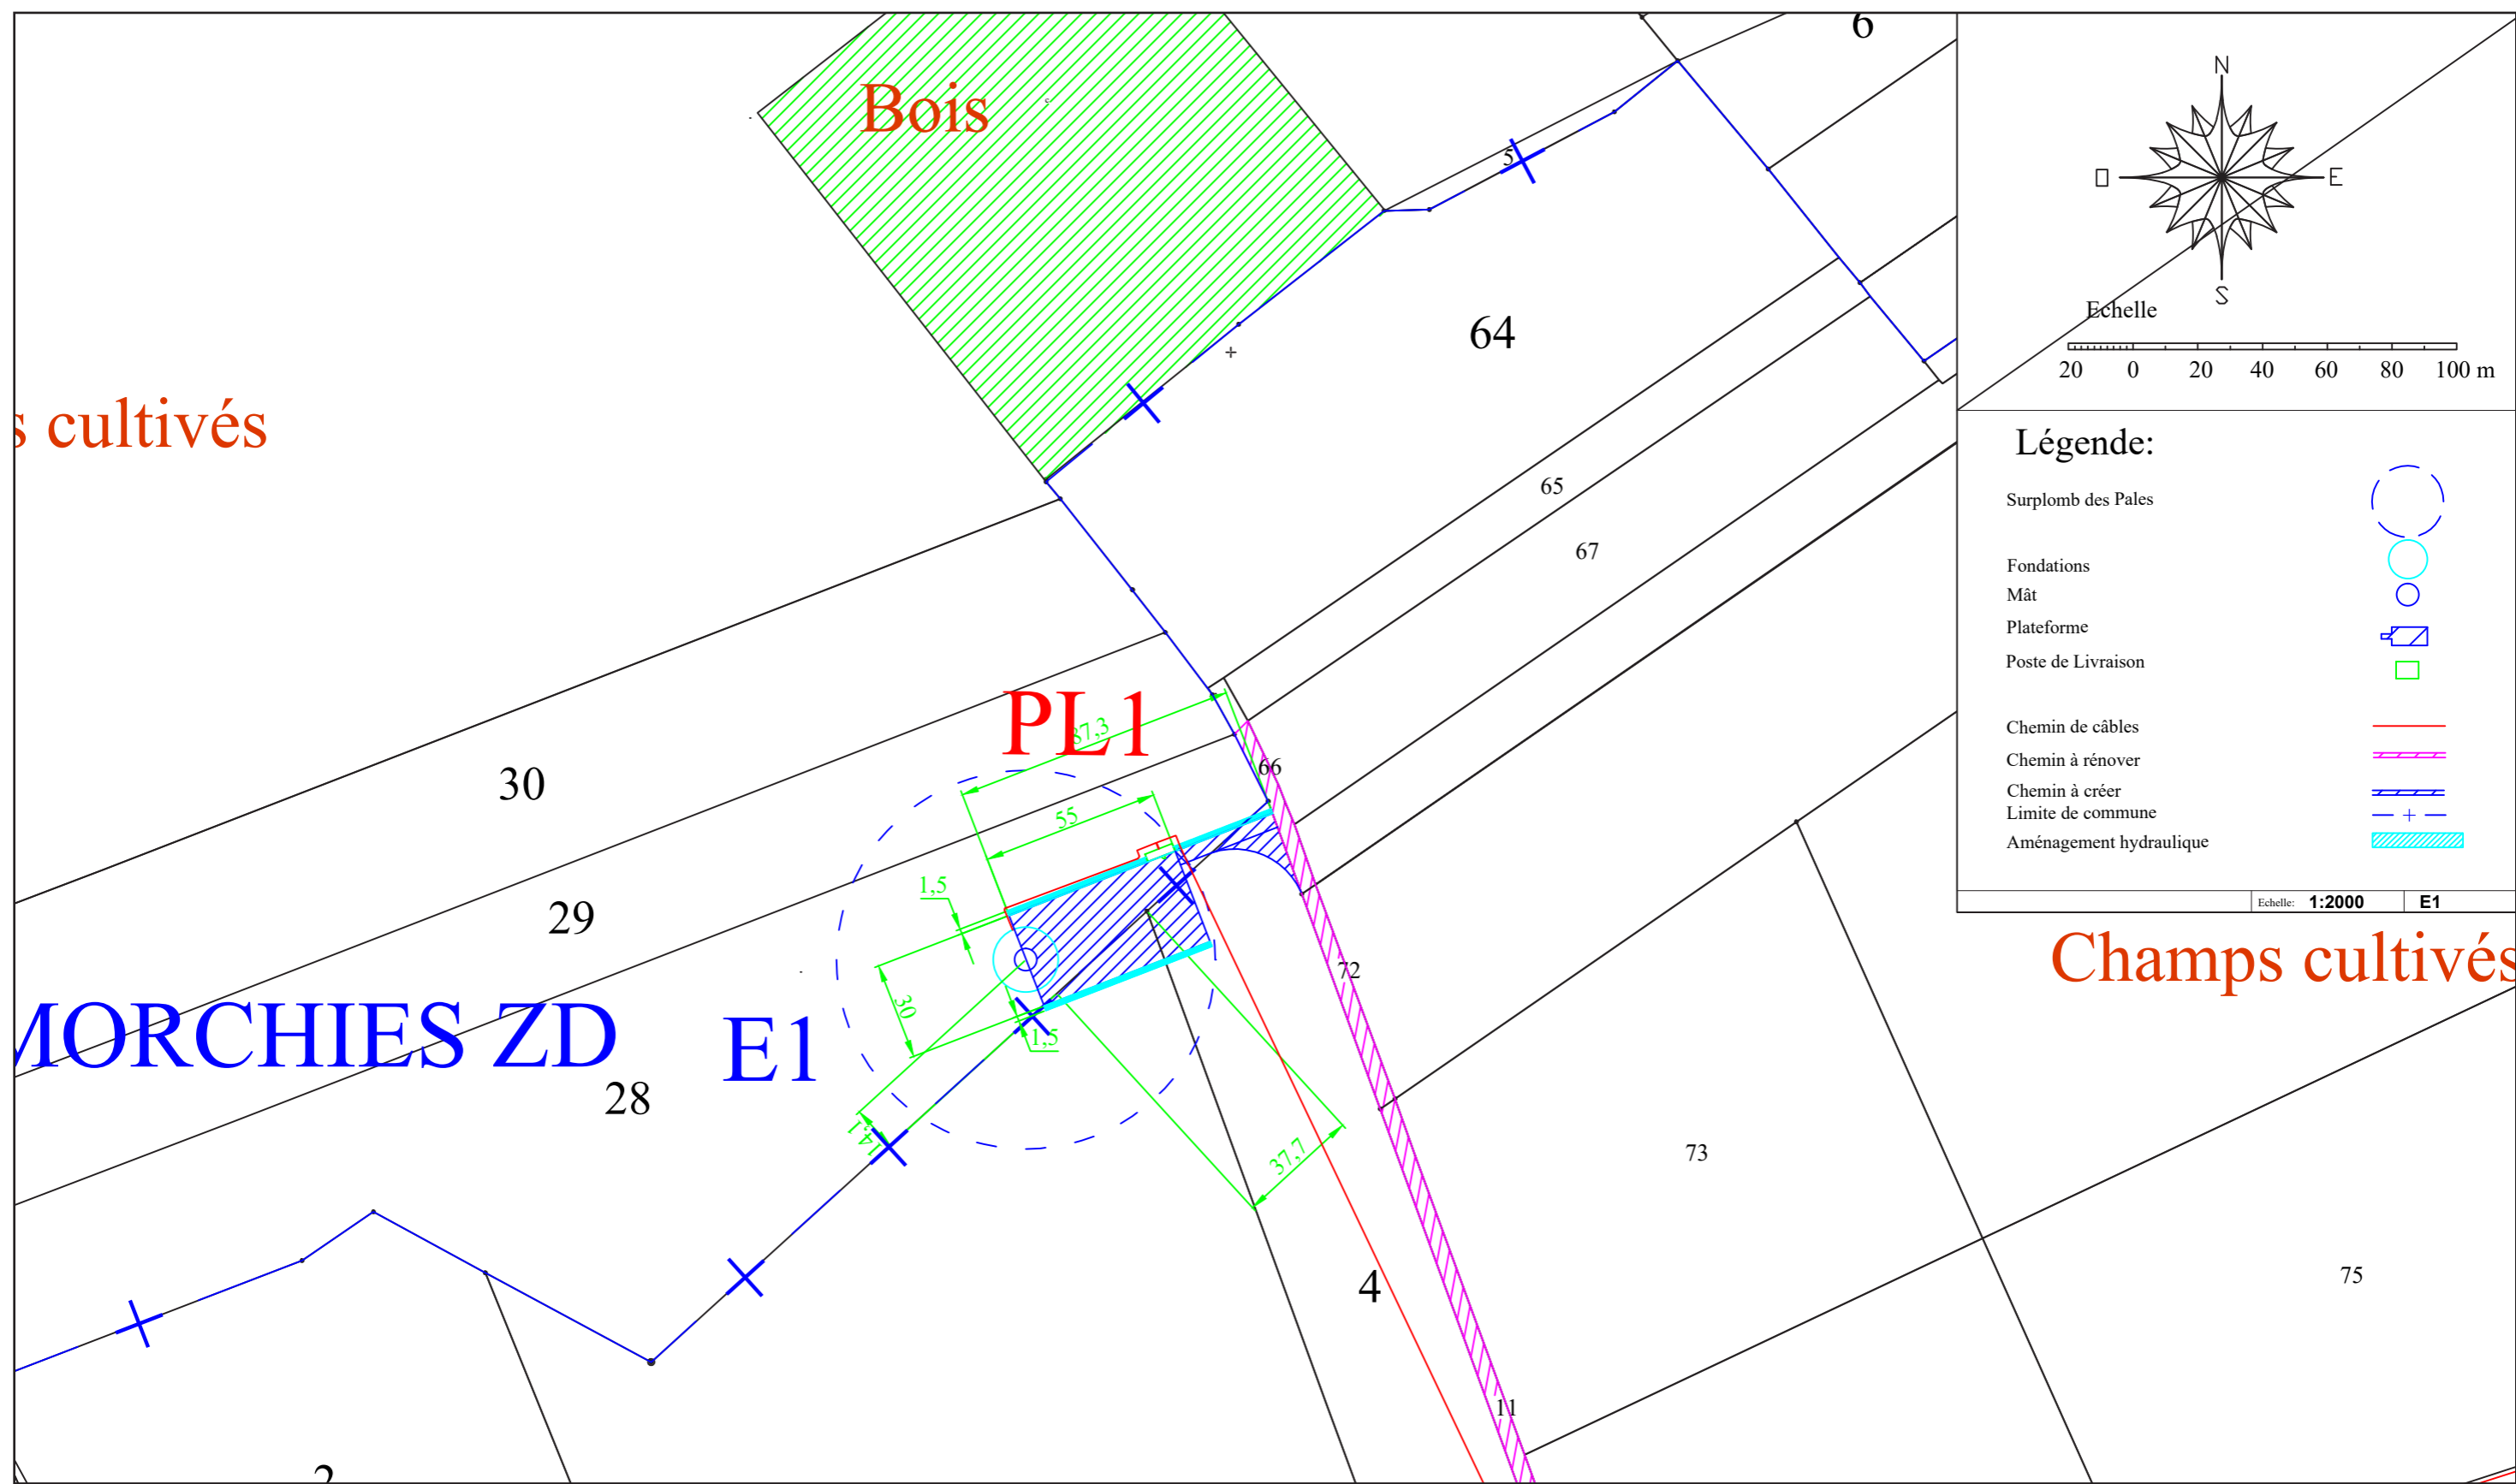 6
Bois
5
64
s cultivés
65
67
PL1
87,3
66
30
55
1,5
29
72
30
MORCHIES ZD
E1
1,5
28
14,1
37,7
73
4
75
11
2
N
O
E
S
Echelle
20 0 20 40 60 80 100 m
Légende:
Surplomb des Pales
Fondations
Mât
Plateforme
Poste de Livraison
Chemin de câbles
Chemin à rénover
Chemin à créer
Limite de commune
Aménagement hydraulique
Echelle: 1:2000 E1
Champs cultivés